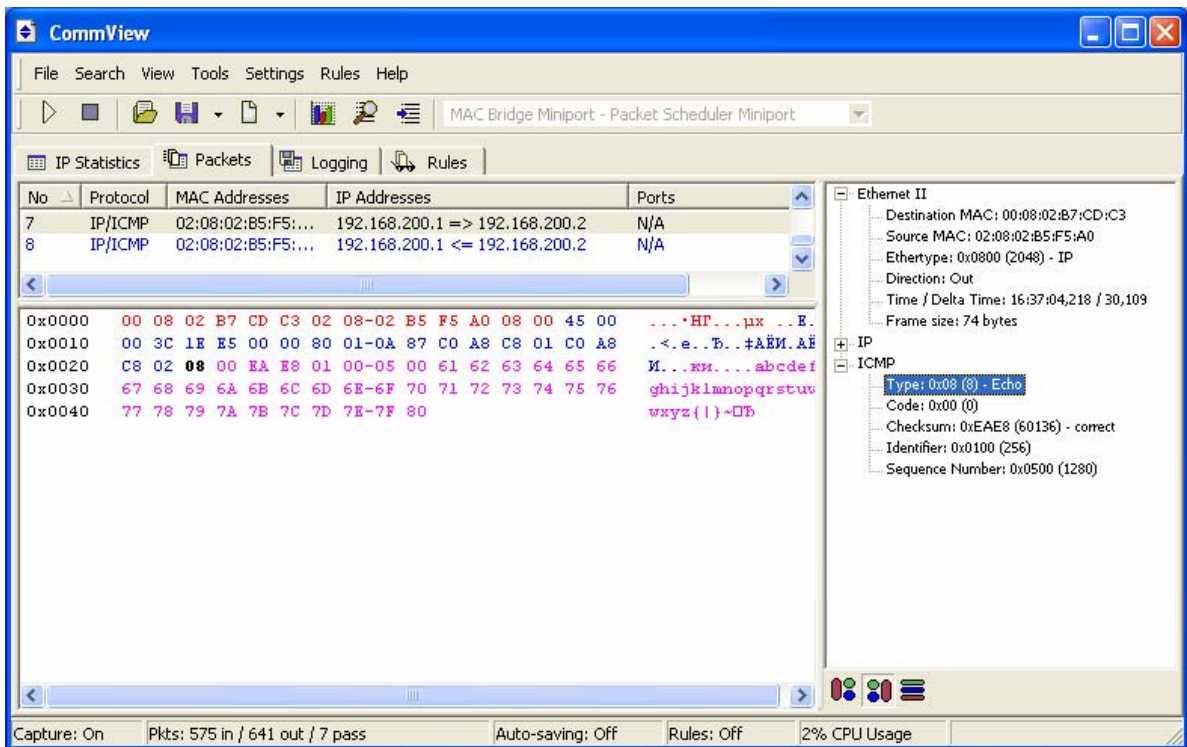 CommView
File Search View Tools Settings Rules Help
MAC Bridge Miniport - Packet Scheduler Miniport
IP Statistics Packets Logging Rules
No Protocol MAC Addresses IP Addresses Ports
7 IP/ICMP 02:08:02:B5:F5:... 192.168.200.1 => 192.168.200.2 N/A
8 IP/ICMP 02:08:02:B5:F5:... 192.168.200.1 <= 192.168.200.2 N/A
0x0000 00 08 02 B7 CD C3 02 08-02 B5 F5 A0 08 00 45 00 ...·НГ...µx ..E.
0x0010 00 3C 1E E5 00 00 80 01-0A 87 C0 A8 C8 01 C0 A8 .<.е..Ђ..‡АЁИ.АЁ
0x0020 C8 02 08 00 EA E8 01 00-05 00 61 62 63 64 65 66 И...ки....abcdef
0x0030 67 68 69 6A 6B 6C 6D 6E-6F 70 71 72 73 74 75 76 ghijklmnopqrstuv
0x0040 77 78 79 7A 7B 7C 7D 7E-7F 80 wxyz{|}~□Ђ
Ethernet II
Destination MAC: 00:08:02:B7:CD:C3
Source MAC: 02:08:02:B5:F5:A0
Ethertype: 0x0800 (2048) - IP
Direction: Out
Time / Delta Time: 16:37:04,218 / 30,109
Frame size: 74 bytes
IP
ICMP
Type: 0x08 (8) - Echo
Code: 0x00 (0)
Checksum: 0xEAE8 (60136) - correct
Identifier: 0x0100 (256)
Sequence Number: 0x0500 (1280)
Capture: On Pkts: 575 in / 641 out / 7 pass Auto-saving: Off Rules: Off 2% CPU Usage